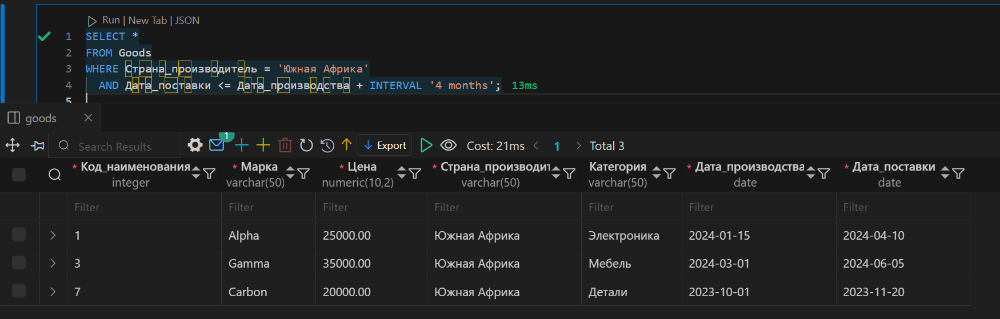 Run | New Tab | JSON
1 SELECT *
2 FROM Goods
3 WHERE Страна_производитель = 'Южная Африка'
4 AND Дата_поставки <= Дата_производства + INTERVAL '4 months'; 13ms
5
goods
Search Results 1 Export Cost: 21ms 1 Total 3
* Код_наименования * Марка * Цена * Страна_производит Категория * Дата_производства * Дата_поставки
integer varchar(50) numeric(10,2) varchar(50) varchar(50) date date
Filter Filter Filter Filter Filter Filter Filter
1 Alpha 25000.00 Южная Африка Электроника 2024-01-15 2024-04-10
3 Gamma 35000.00 Южная Африка Мебель 2024-03-01 2024-06-05
7 Carbon 20000.00 Южная Африка Детали 2023-10-01 2023-11-20